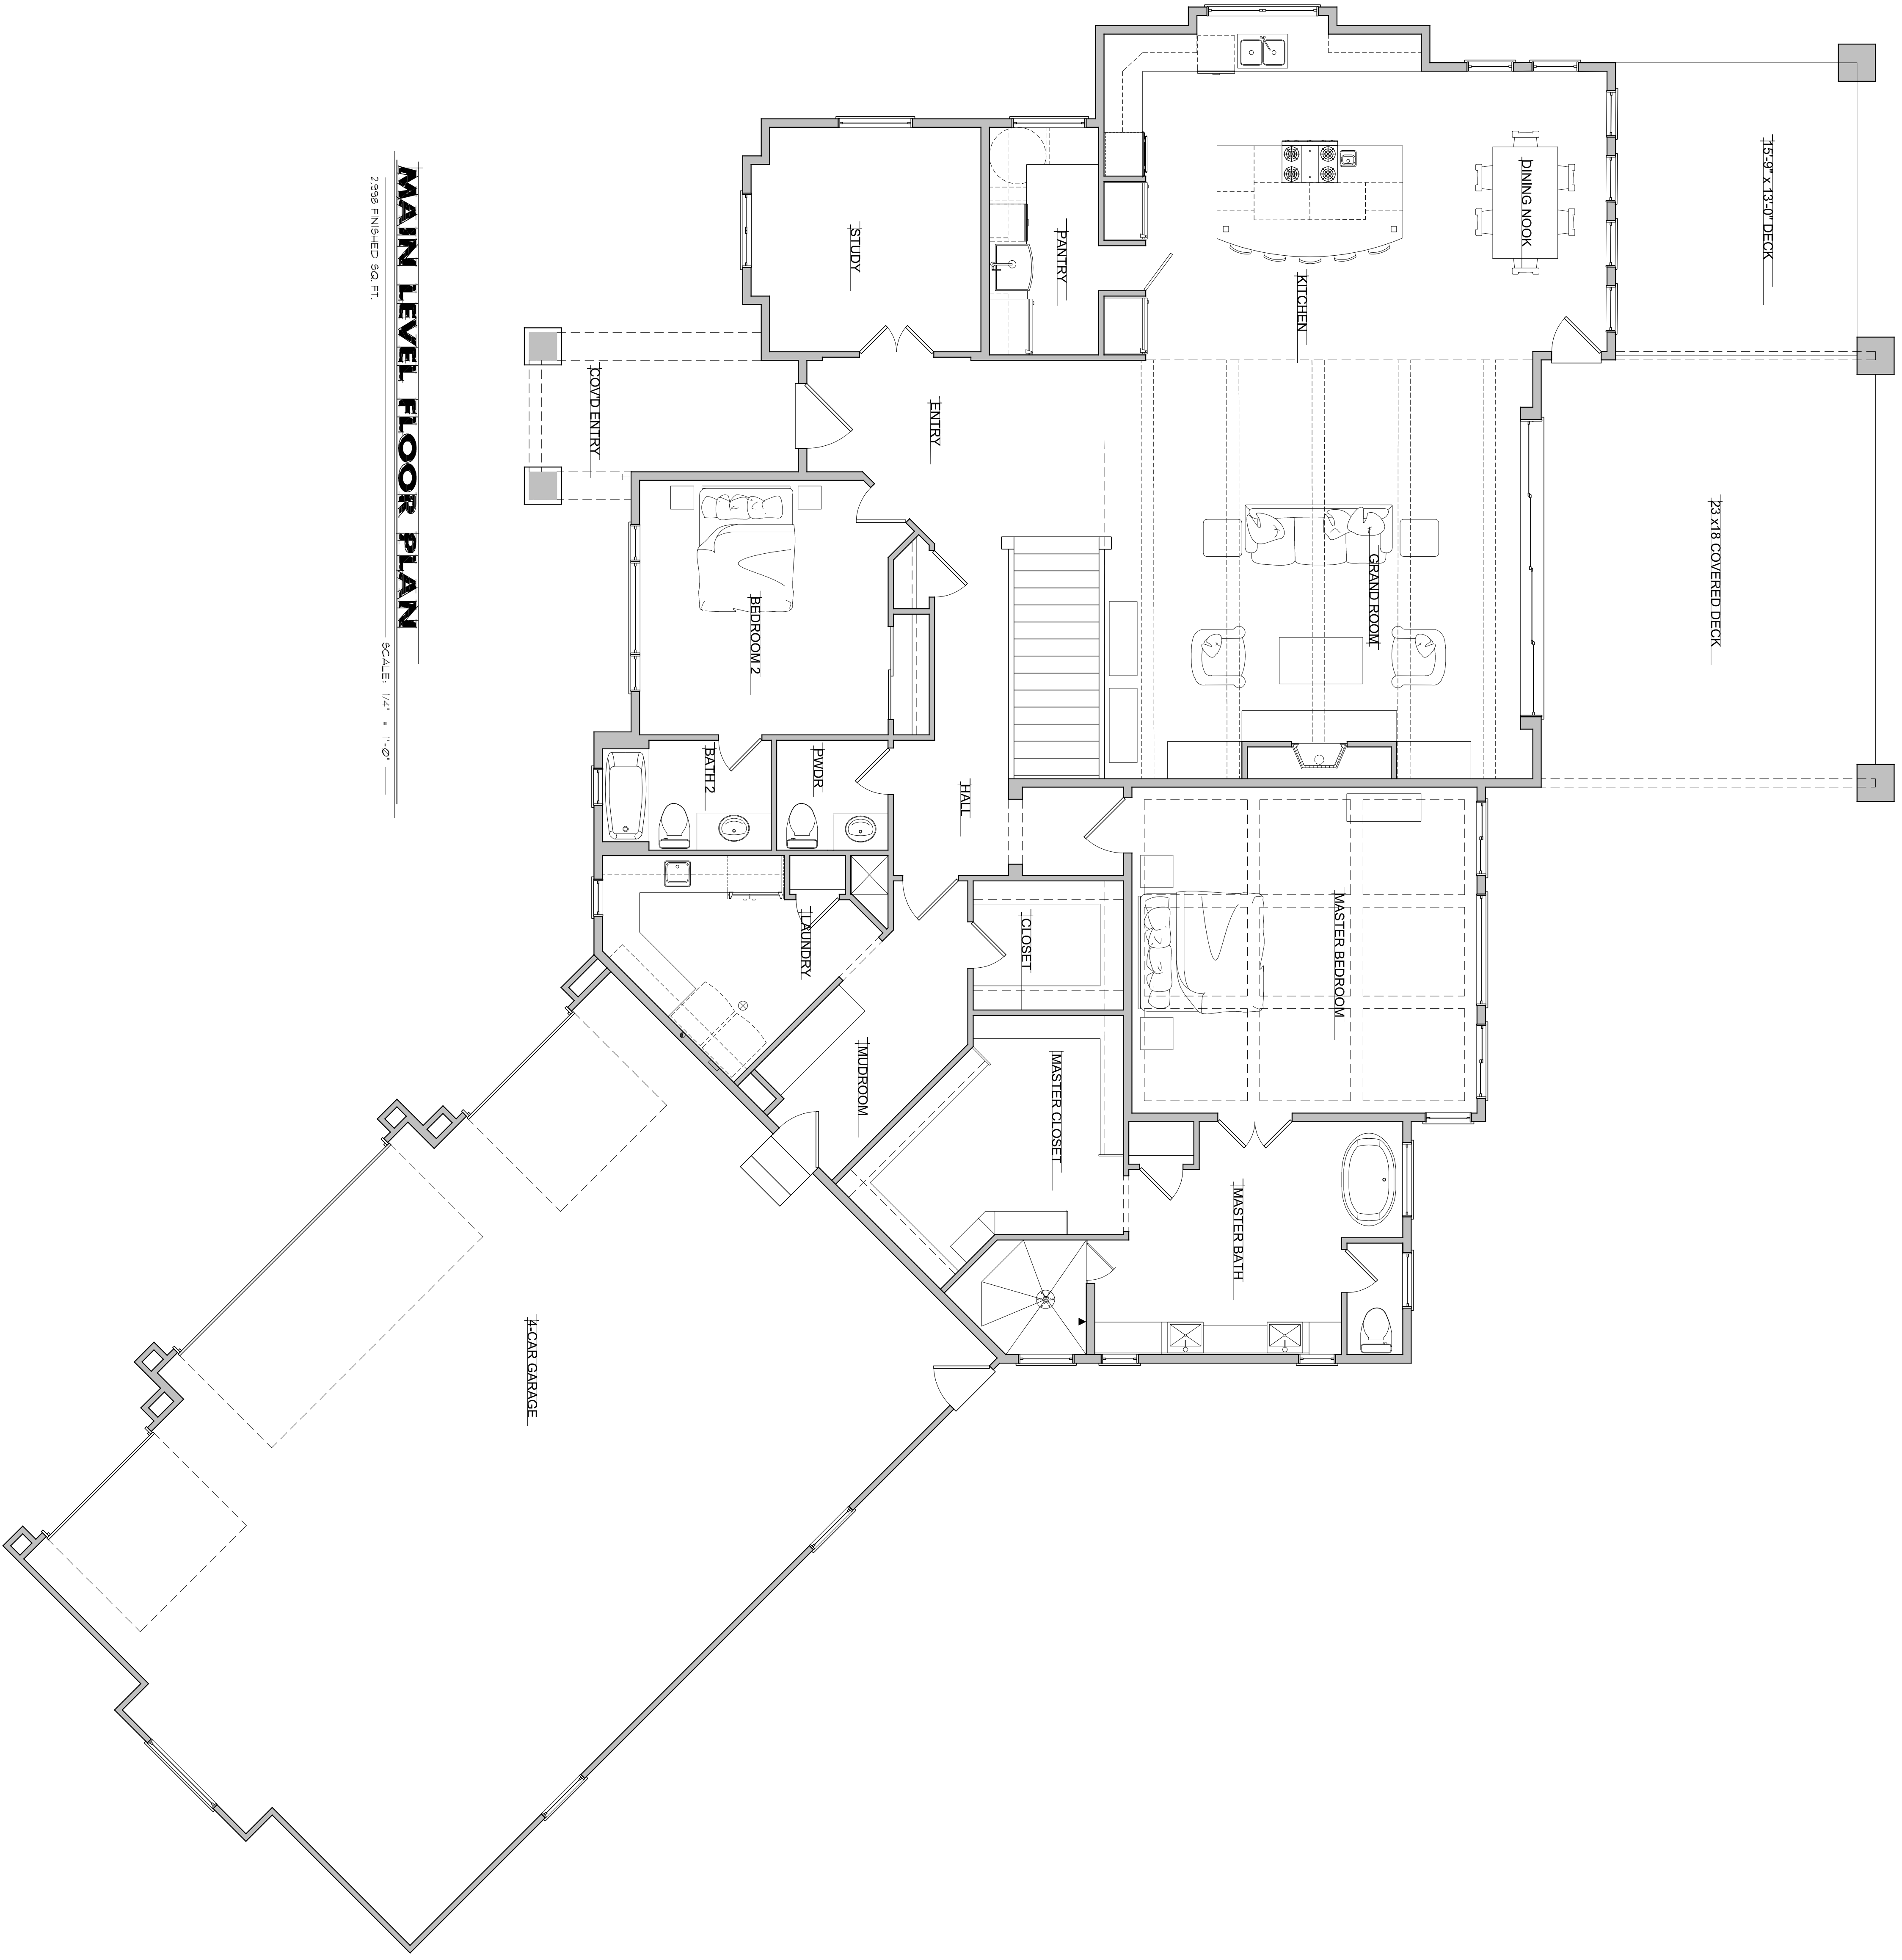 15'-9" x 13'-0" DECK
23 x18 COVERED DECK
DINING NOOK
KITCHEN
GRAND ROOM
MASTER BEDROOM
MASTER BATH
PANTRY
STUDY
ENTRY
COV'D ENTRY
HALL
CLOSET
MASTER CLOSET
BEDROOM 2
BATH 2
PWDR
LAUNDRY
MUDROOM
4-CAR GARAGE
MAIN LEVEL FLOOR PLAN
2,998 FINISHED SQ. FT.
SCALE: 1/4" = 1'-0"